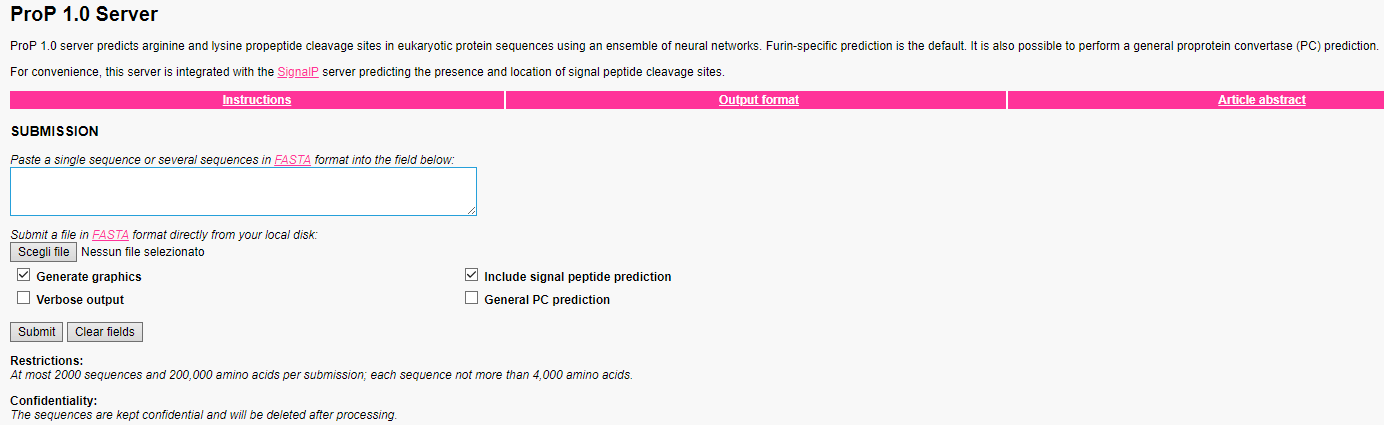 ProP 1.0 Server
ProP 1.0 server predicts arginine and lysine propeptide cleavage sites in eukaryotic protein sequences using an ensemble of neural networks. Furin-specific prediction is the default. It is also possible to perform a general proprotein convertase (PC) prediction.
For convenience, this server is integrated with the SignalP server predicting the presence and location of signal peptide cleavage sites.
Instructions Output format Article abstract
SUBMISSION
Paste a single sequence or several sequences in FASTA format into the field below:
Submit a file in FASTA format directly from your local disk:
Scegli file Nessun file selezionato
Generate graphics Include signal peptide prediction
Verbose output General PC prediction
Submit Clear fields
Restrictions:
At most 2000 sequences and 200,000 amino acids per submission; each sequence not more than 4,000 amino acids.
Confidentiality:
The sequences are kept confidential and will be deleted after processing.